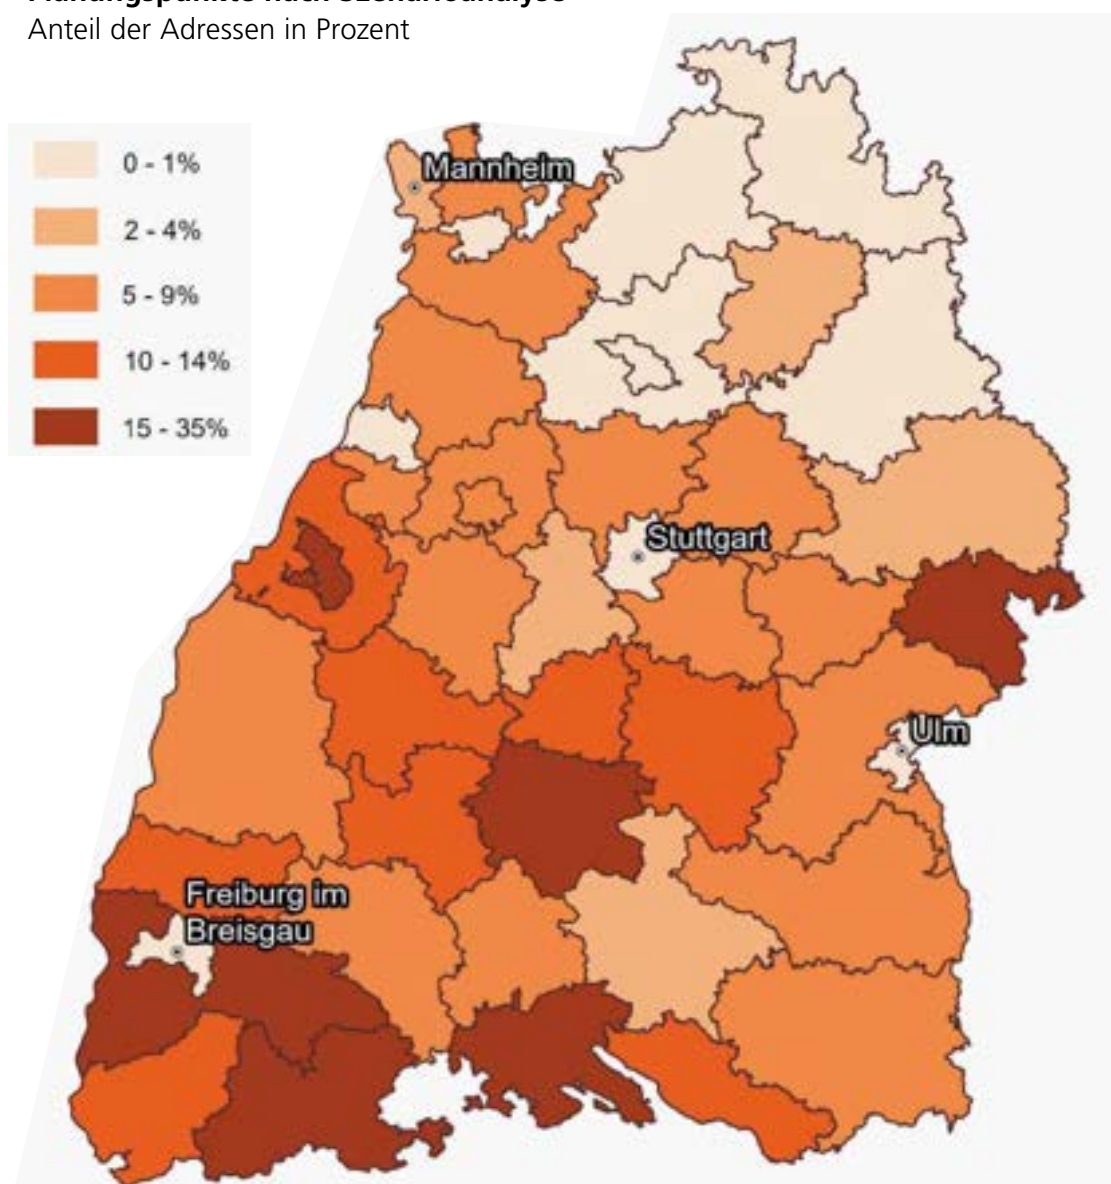 Anteil der Adressen in Prozent
0 - 1%
2 - 4%
5 - 9%
10 - 14%
15 - 35%
Mannheim
Stuttgart
Ulm
Freiburg im
Breisgau